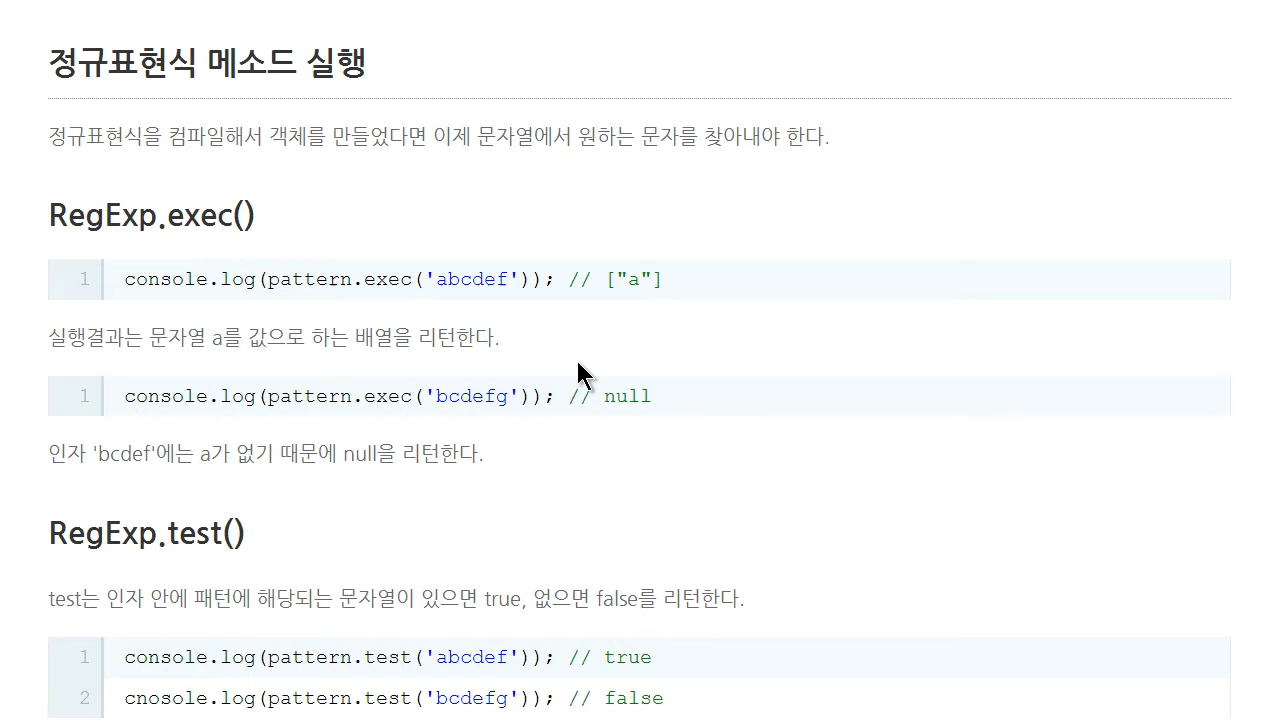 정규표현식 메소드 실행
정규표현식을 컴파일해서 객체를 만들었다면 이제 문자열에서 원하는 문자를 찾아내야 한다.
RegExp.exec()
1 console.log(pattern.exec('abcdef')); // ["a"]
실행결과는 문자열 a를 값으로 하는 배열을 리턴한다.
1 console.log(pattern.exec('bcdefg')); // null
인자 'bcdef'에는 a가 없기 때문에 null을 리턴한다.
RegExp.test()
test는 인자 안에 패턴에 해당되는 문자열이 있으면 true, 없으면 false를 리턴한다.
1 console.log(pattern.test('abcdef')); // true
2 cnosole.log(pattern.test('bcdefg')); // false